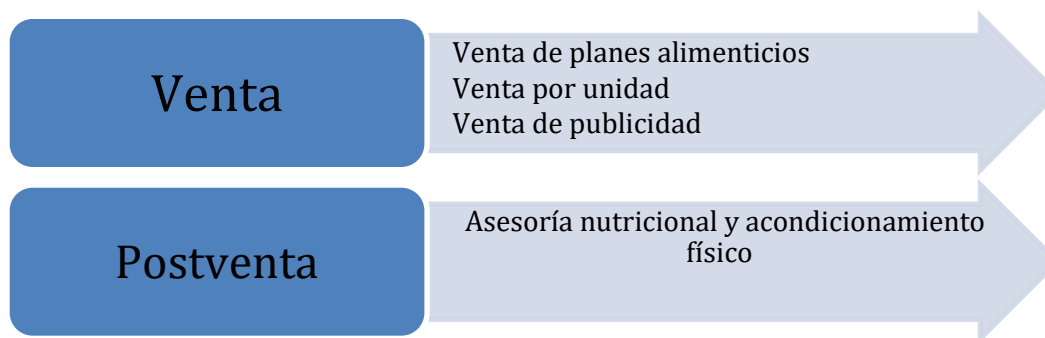 Venta
Venta de planes alimenticios
Venta por unidad
Venta de publicidad
Postventa
Asesoría nutricional y acondicionamiento
físico